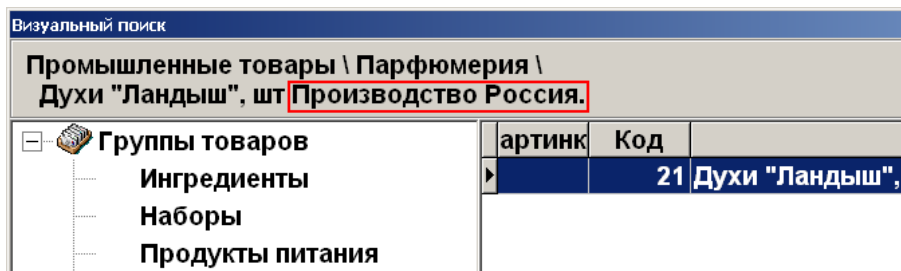 Визуальный поиск
Промышленные товары \ Парфюмерия \
Духи "Ландыш", шт Производство Россия.
Группы товаров
Ингредиенты
Наборы
Продукты питания
артинк Код
21 Духи "Ландыш",